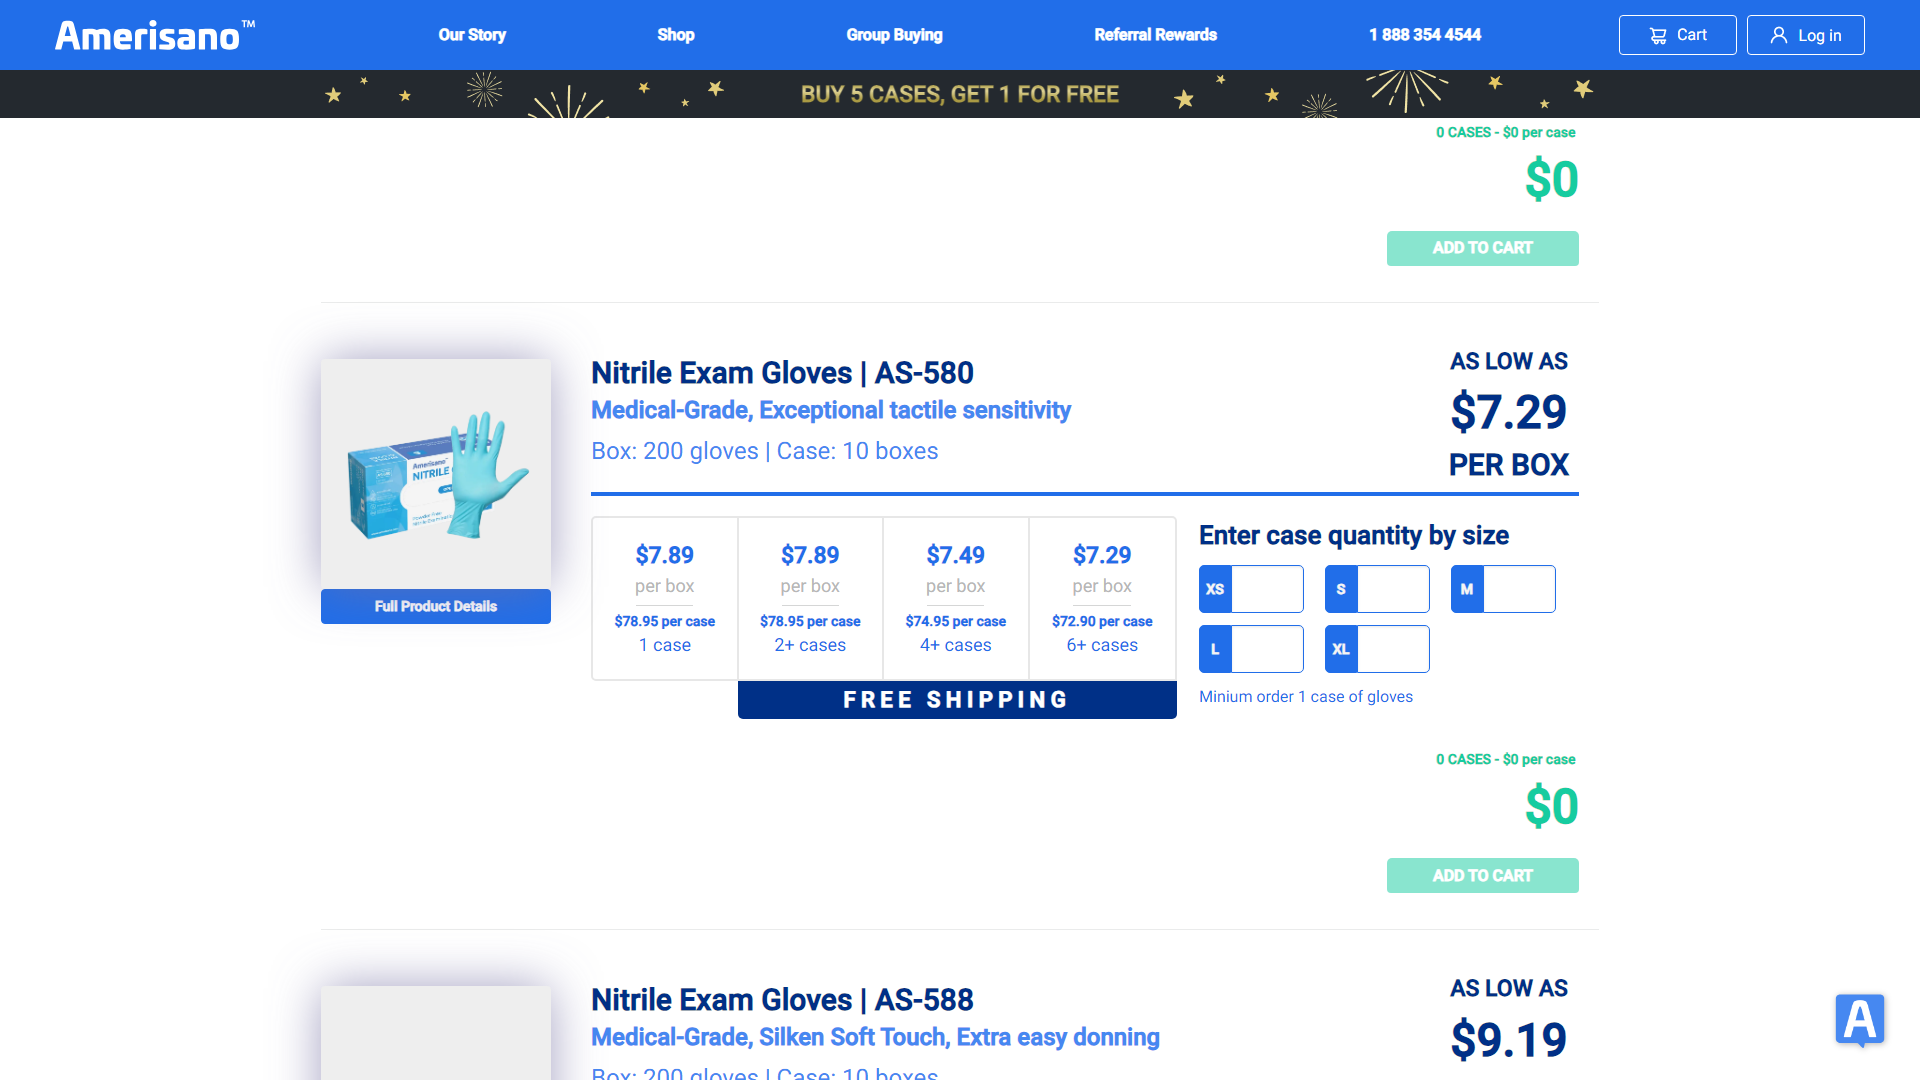 Amerisano™
Our Story
Shop
Group Buying
Referral Rewards
1 888 354 4544
Cart
Log in
BUY 5 CASES, GET 1 FOR FREE
0 CASES - $0 per case
$0
ADD TO CART
Nitrile Exam Gloves | AS-580
Medical-Grade, Exceptional tactile sensitivity
Box: 200 gloves | Case: 10 boxes
AS LOW AS
$7.29
PER BOX
Amerisano
NITRILE
Full Product Details
$7.89
per box
$78.95 per case
1 case
$7.89
per box
$78.95 per case
2+ cases
$7.49
per box
$74.95 per case
4+ cases
$7.29
per box
$72.90 per case
6+ cases
FREE SHIPPING
Enter case quantity by size
XS
S
M
L
XL
Minium order 1 case of gloves
0 CASES - $0 per case
$0
ADD TO CART
Nitrile Exam Gloves | AS-588
Medical-Grade, Silken Soft Touch, Extra easy donning
Box: 200 gloves | Case: 10 boxes
AS LOW AS
$9.19
A